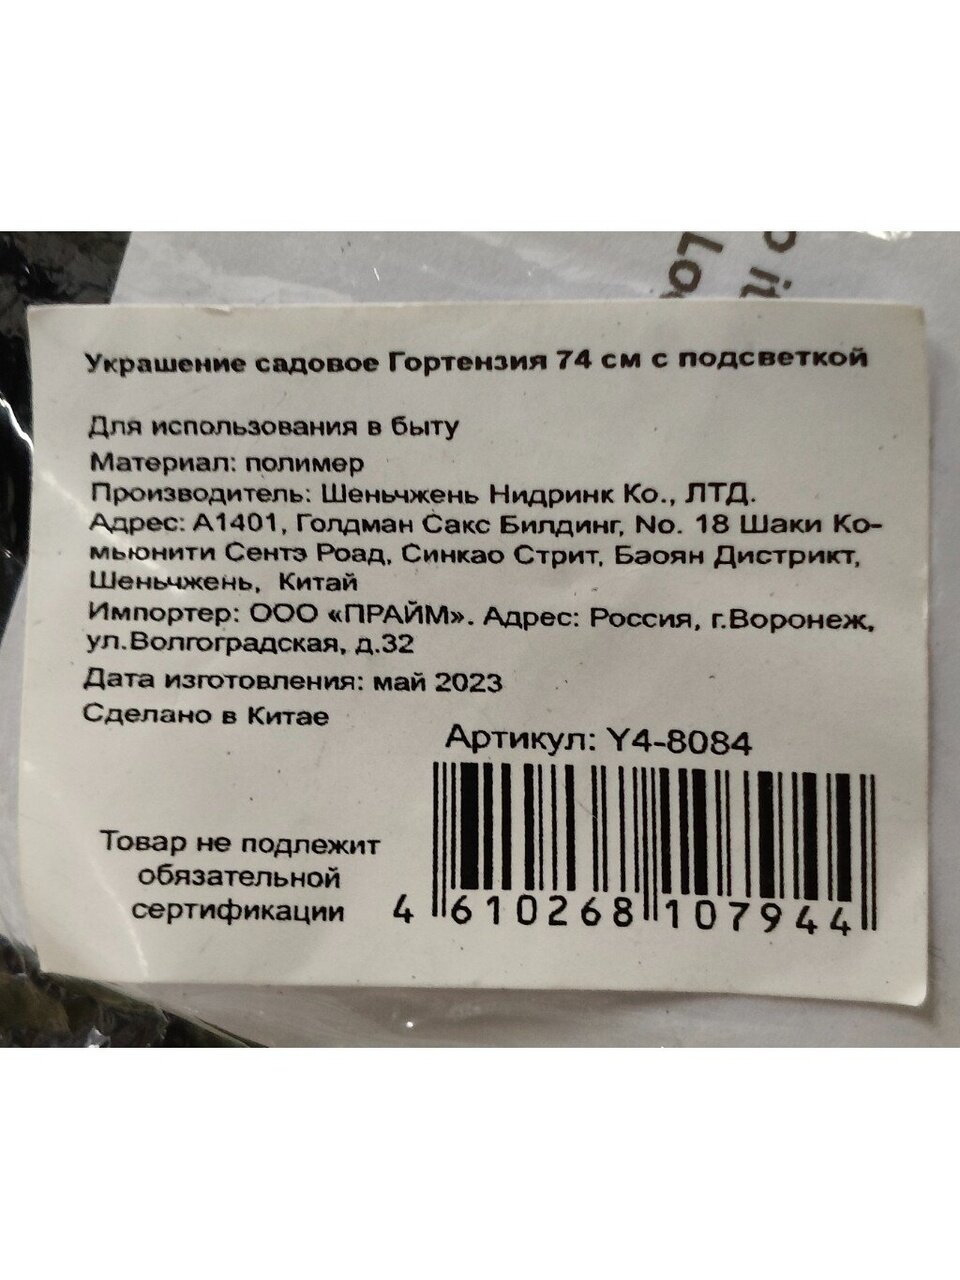 o it
Lo
Украшение садовое Гортензия 74 см с подсветкой
Для использования в быту
Материал: полимер
Производитель: Шеньчжень Нидринк Ко., ЛТД.
Адрес: А1401, Голдман Сакс Билдинг, No. 18 Шаки Ко-
мьюнити Сентэ Роад, Синкао Стрит, Баоян Дистрикт,
Шеньчжень, Китай
Импортер: ООО «ПРАЙМ». Адрес: Россия, г.Воронеж,
ул.Волгоградская, д.32
Дата изготовления: май 2023
Сделано в Китае
Артикул: Y4-8084
Товар не подлежит
обязательной
сертификации
4 610268 107944